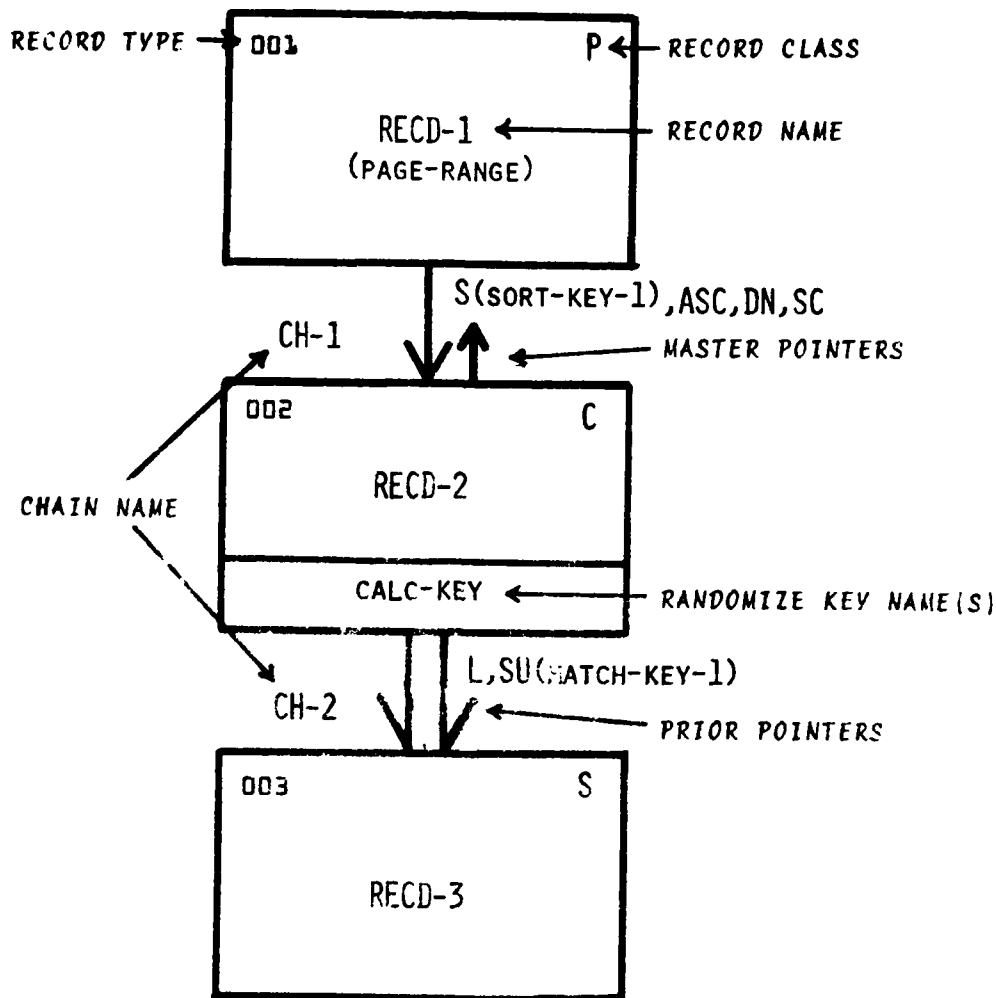 RECORD TYPE
001
P
RECORD CLASS
RECD-1
RECORD NAME
(PAGE-RANGE)
S(SORT-KEY-1),ASC,DN,SC
CH-1
MASTER POINTERS
002
C
RECD-2
CHAIN NAME
CALC-KEY
RANDOMIZE KEY NAME(S)
L,SU(MATCH-KEY-1)
CH-2
PRIOR POINTERS
003
S
RECD-3